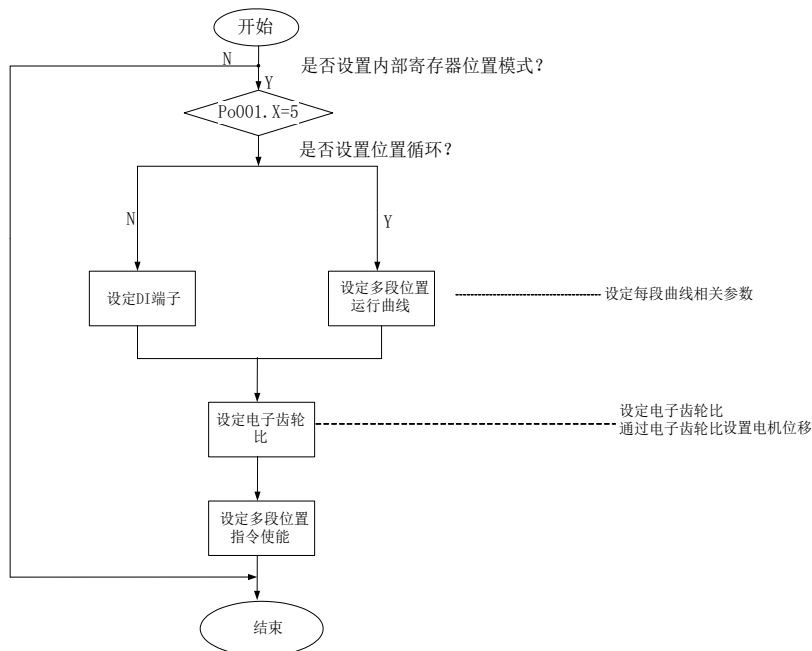 开始
N
是否设置内部寄存器位置模式？
Y
Po001.X=5
是否设置位置循环？
N
Y
设定DI端子
设定多段位置
运行曲线
设定每段曲线相关参数
设定电子齿轮
比
设定电子齿轮比
通过电子齿轮比设置电机位移
设定多段位置
指令使能
结束